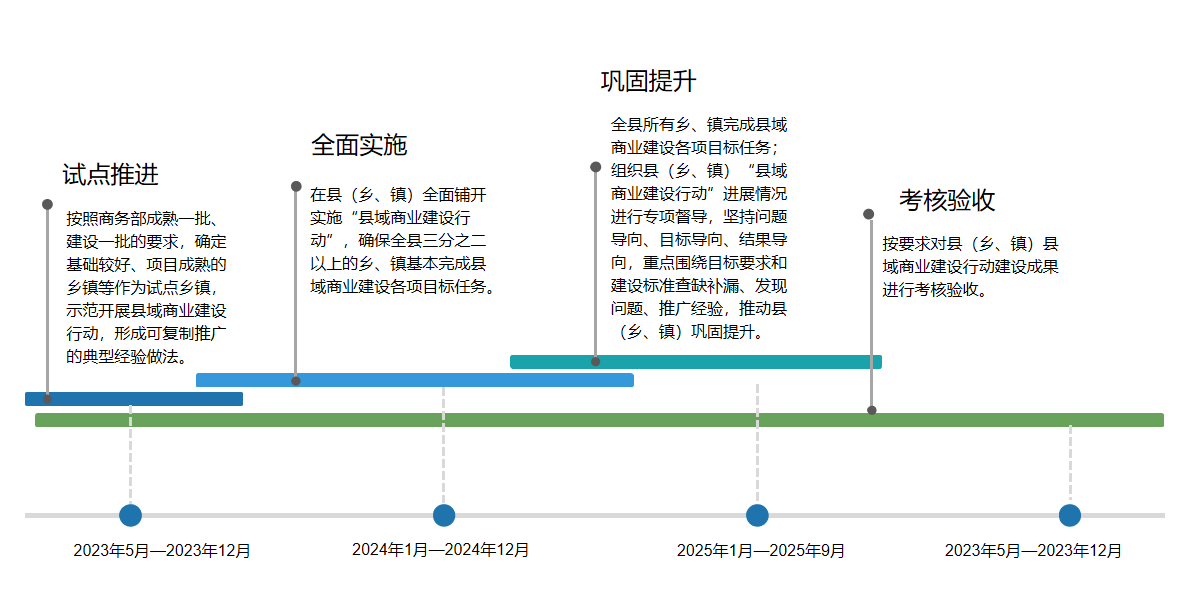 试点推进
按照商务部成熟一批、
建设一批的要求，确定
基础较好、项目成熟的
乡镇等作为试点乡镇，
示范开展县域商业建设
行动，形成可复制推广
的典型经验做法。
全面实施
在县（乡、镇）全面铺开
实施“县域商业建设行
动”，确保全县三分之二
以上的乡、镇基本完成县
域商业建设各项目标任务。
巩固提升
全县所有乡、镇完成县域
商业建设各项目标任务；
组织县（乡、镇）“县域
商业建设行动”进展情况
进行专项督导，坚持问题
导向、目标导向、结果导
向，重点围绕目标要求和
建设标准查缺补漏、发现
问题、推广经验，推动县
（乡、镇）巩固提升。
考核验收
按要求对县（乡、镇）县
域商业建设行动建设成果
进行考核验收。
2023年5月—2023年12月
2024年1月—2024年12月
2025年1月—2025年9月
2023年5月—2023年12月